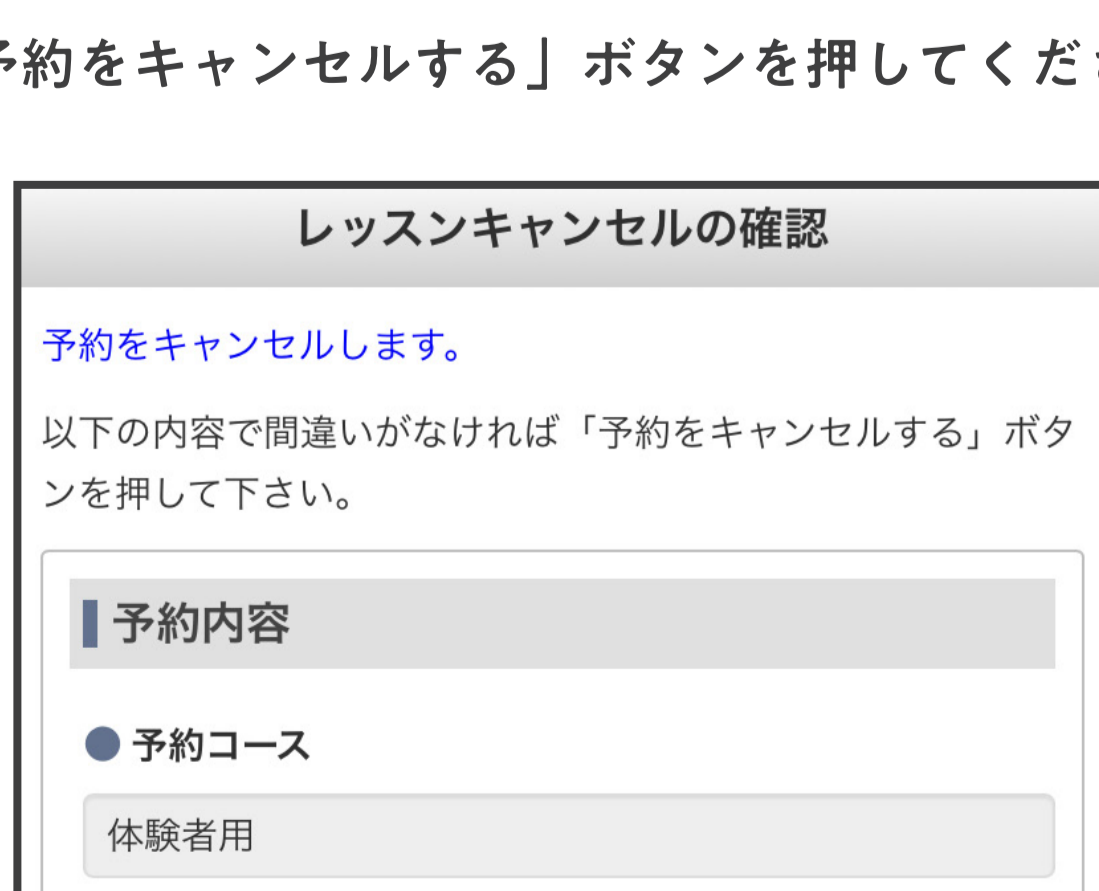 約をキャンセルする」ボタンを押してくだ
レッスンキャンセルの確認
予約をキャンセルします。
以下の内容で間違いがなければ「予約をキャンセルする」ボタ
ンを押して下さい。
予約内容
予約コース
体験者用